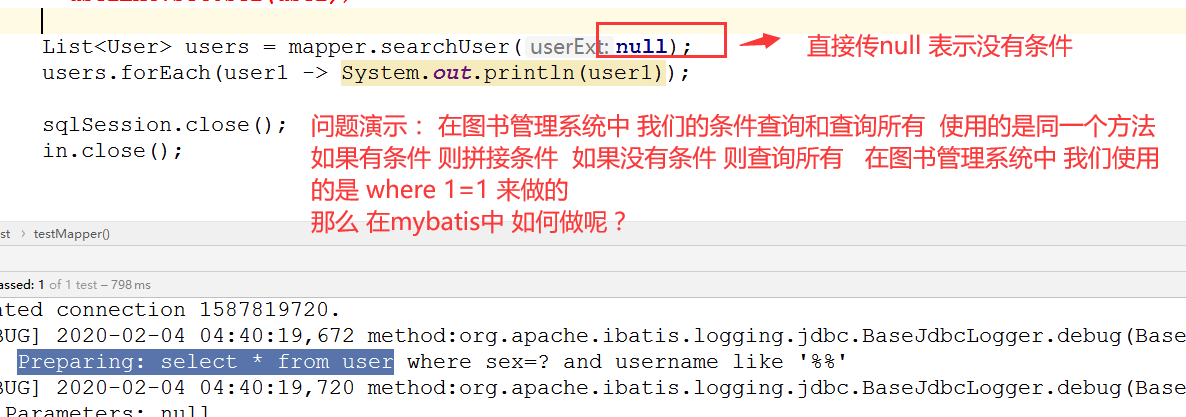 List<User> users = mapper.searchUser( userExt: null);
直接传null 表示没有条件
users.forEach(user1 -> System.out.println(user1));
sqlSession.close();
in.close();
问题演示： 在图书管理系统中 我们的条件查询和查询所有 使用的是同一个方法
如果有条件 则拼接条件 如果没有条件 则查询所有 在图书管理系统中 我们使用
的是 where 1=1 来做的
那么 在mybatis中 如何做呢？
st › testMapper()
assed: 1 of 1 test – 798 ms
ated connection 1587819720.
BUG] 2020-02-04 04:40:19,672 method:org.apache.ibatis.logging.jdbc.BaseJdbcLogger.debug(Base
Preparing: select * from user where sex=? and username like '%%'
BUG] 2020-02-04 04:40:19,720 method:org.apache.ibatis.logging.jdbc.BaseJdbcLogger.debug(Base
Parameters: null